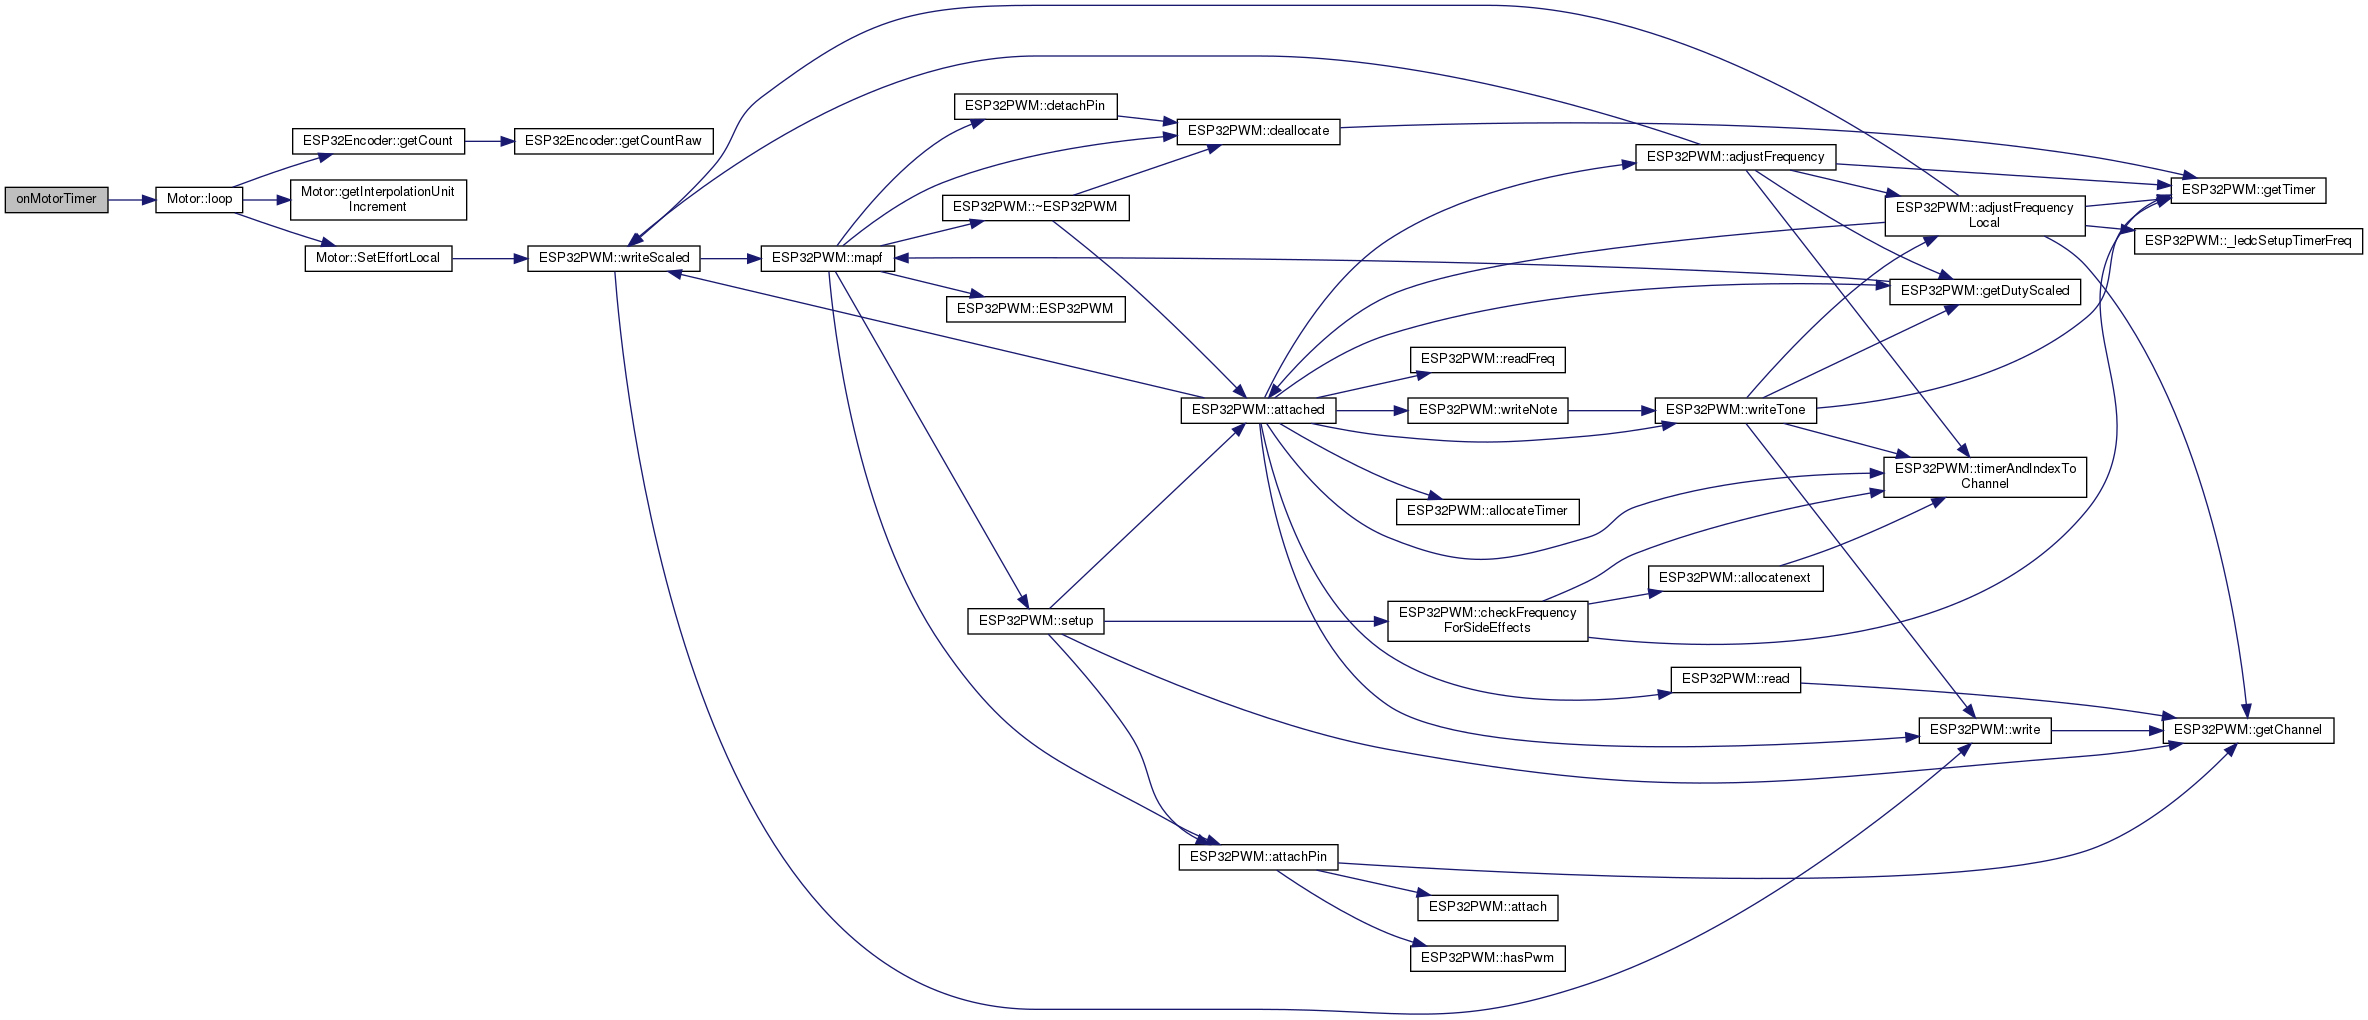 onMotorTimer
Motor::loop
ESP32Encoder::getCount
ESP32Encoder::getCountRaw
Motor::getInterpolationUnit
Increment
Motor::SetEffortLocal
ESP32PWM::writeScaled
ESP32PWM::mapf
ESP32PWM::detachPin
ESP32PWM::deallocate
ESP32PWM::~ESP32PWM
ESP32PWM::ESP32PWM
ESP32PWM::attached
ESP32PWM::setup
ESP32PWM::attachPin
ESP32PWM::readFreq
ESP32PWM::writeNote
ESP32PWM::allocateTimer
ESP32PWM::checkFrequency
ForSideEffects
ESP32PWM::attach
ESP32PWM::hasPwm
ESP32PWM::adjustFrequency
ESP32PWM::writeTone
ESP32PWM::allocatenext
ESP32PWM::read
ESP32PWM::adjustFrequency
Local
ESP32PWM::getDutyScaled
ESP32PWM::timerAndIndexTo
Channel
ESP32PWM::write
ESP32PWM::getTimer
ESP32PWM::_ledcSetupTimerFreq
ESP32PWM::getChannel